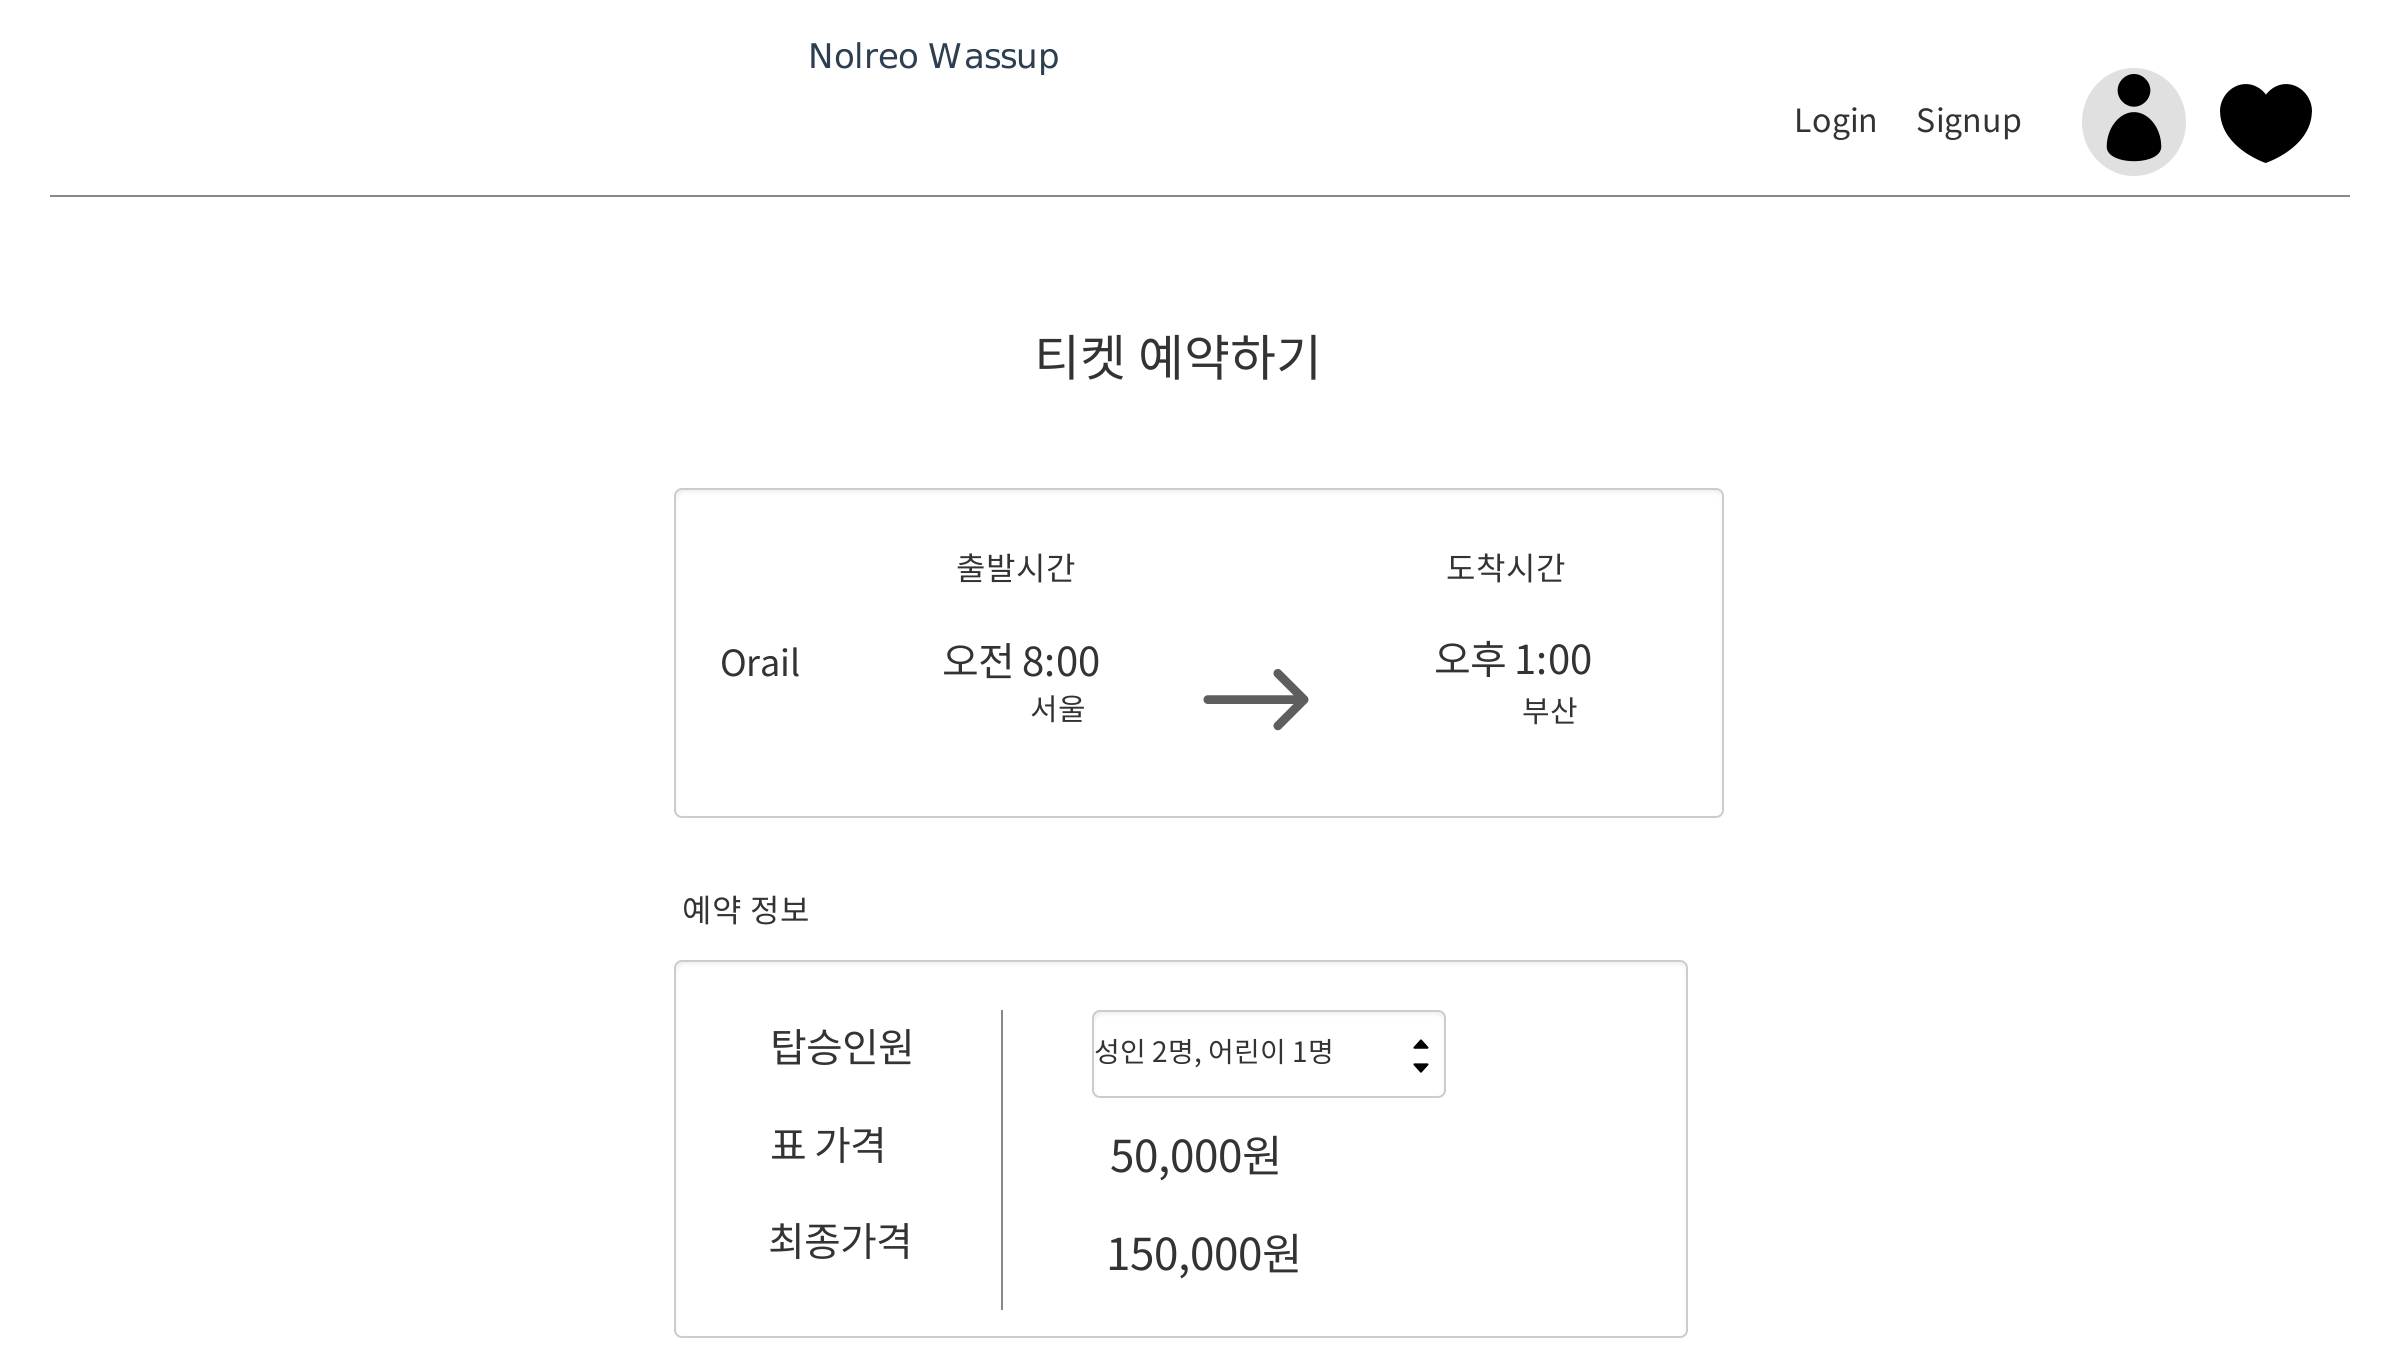 Nolreo Wassup
Login Signup
티켓 예약하기
출발시간 도착시간
Orail 오전 8:00 오후 1:00
서울 부산
예약 정보
탑승인원 성인 2명, 어린이 1명
표 가격 50,000원
최종가격 150,000원